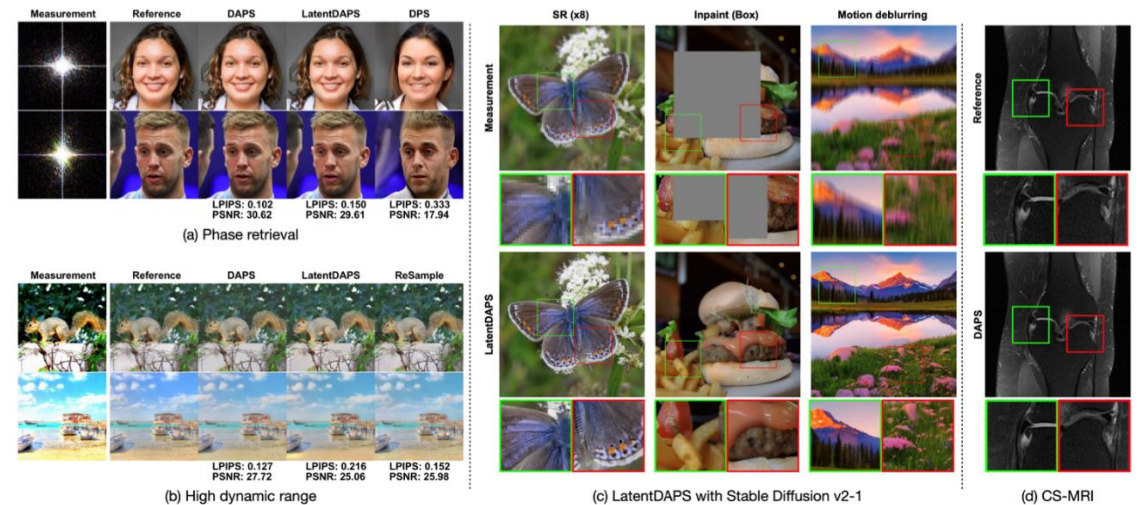 Measurement Reference DAPS LatentDAPS DPS
LPIPS: 0.102 LPIPS: 0.150 LPIPS: 0.333
PSNR: 30.62 PSNR: 29.61 PSNR: 17.94
(a) Phase retrieval
Measurement Reference DAPS LatentDAPS ReSample
LPIPS: 0.127 LPIPS: 0.216 LPIPS: 0.152
PSNR: 27.72 PSNR: 25.06 PSNR: 25.98
(b) High dynamic range
SR (x8) Inpaint (Box) Motion deblurring
Measurement
LatentDAPS
(c) LatentDAPS with Stable Diffusion v2-1
Reference
DAPS
(d) CS-MRI